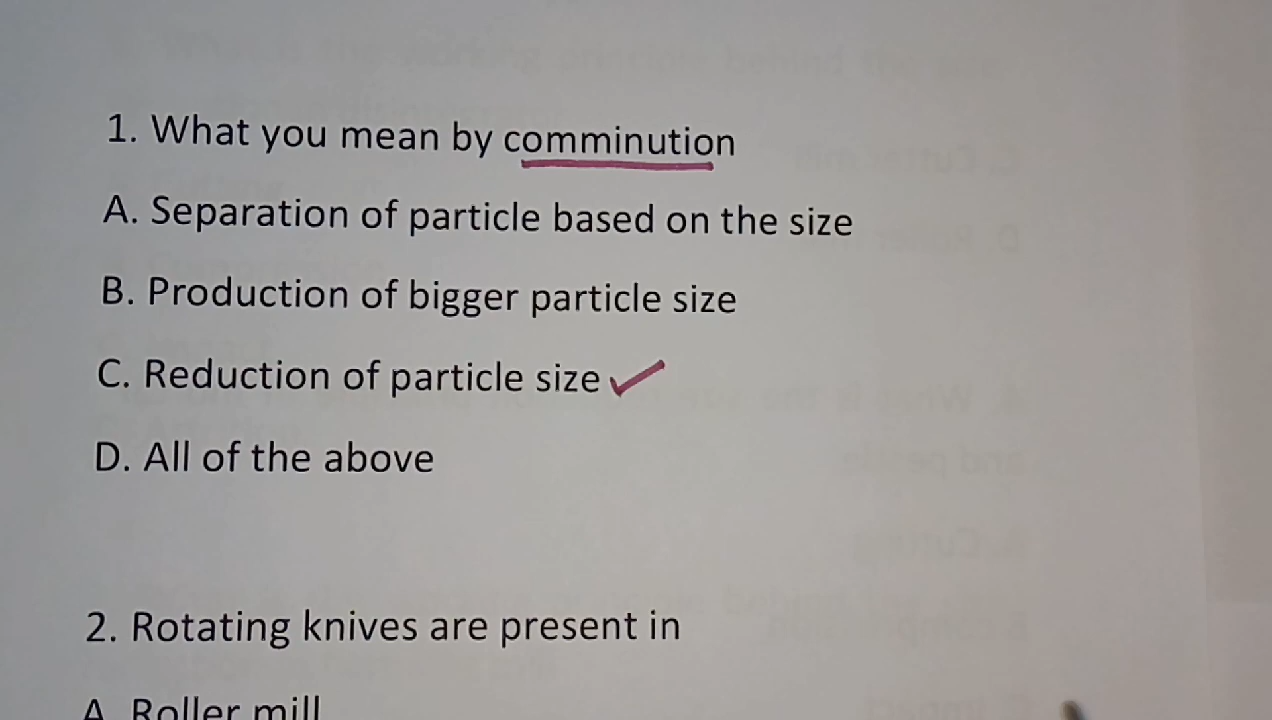 1. What you mean by comminution
A. Separation of particle based on the size
B. Production of bigger particle size
C. Reduction of particle size
D. All of the above
2. Rotating knives are present in
A. Roller mill